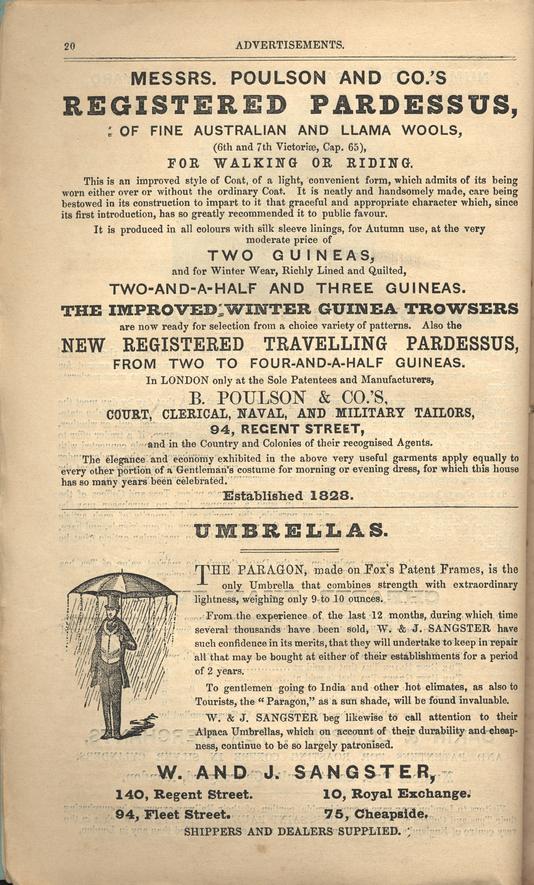 20
ADVERTISEMENTS.
MESSRS. POULSON AND CO.'S
REGISTERED PARDESSUS,
OF FINE AUSTRALIAN AND LLAMA WOOLS,
(6th and 7th Victoriæ, Cap. 65),
FOR WALKING OR RIDING.
This is an improved style of Coat, of a light, convenient form, which admits of its being
worn either over or without the ordinary Coat. It is neatly and handsomely made, care being
bestowed in its construction to impart to it that graceful and appropriate character which, since
its first introduction, has so greatly recommended it to public favour.
It is produced in all colours with silk sleeve linings, for Autumn use, at the very
moderate price of
TWO GUINEAS,
and for Winter Wear, Richly Lined and Quilted,
TWO-AND-A-HALF AND THREE GUINEAS.
THE IMPROVED WINTER GUINEA TROWSERS
are now ready for selection from a choice variety of patterns. Also the
NEW REGISTERED TRAVELLING PARDESSUS,
FROM TWO TO FOUR-AND-A-HALF GUINEAS.
In LONDON only at the Sole Patentees and Manufacturers,
B. POULSON & CO.'S,
COURT, CLERICAL, NAVAL, AND MILITARY TAILORS,
94, REGENT STREET,
and in the Country and Colonies of their recognised Agents.
The elegance and economy exhibited in the above very useful garments apply equally to
every other portion of a Gentleman's costume for morning or evening dress, for which this house
has so many years been celebrated.
Established 1828.
UMBRELLAS.
THE PARAGON, made on Fox's Patent Frames, is the
only Umbrella that combines strength with extraordinary
lightness, weighing only 9 to 10 ounces.
From the experience of the last 12 months, during which time
several thousands have been sold, W. & J. SANGSTER have
such confidence in its merits, that they will undertake to keep in repair
all that may be bought at either of their establishments for a period
of 2 years.
To gentlemen going to India and other hot climates, as also to
Tourists, the "Paragon," as a sun shade, will be found invaluable.
W. & J. SANGSTER beg likewise to call attention to their
Alpaca Umbrellas, which on account of their durability and cheap-
ness, continue to be so largely patronised.
W. AND J. SANGSTER,
140, Regent Street. 10, Royal Exchange.
94, Fleet Street. 75, Cheapside.
SHIPPERS AND DEALERS SUPPLIED.